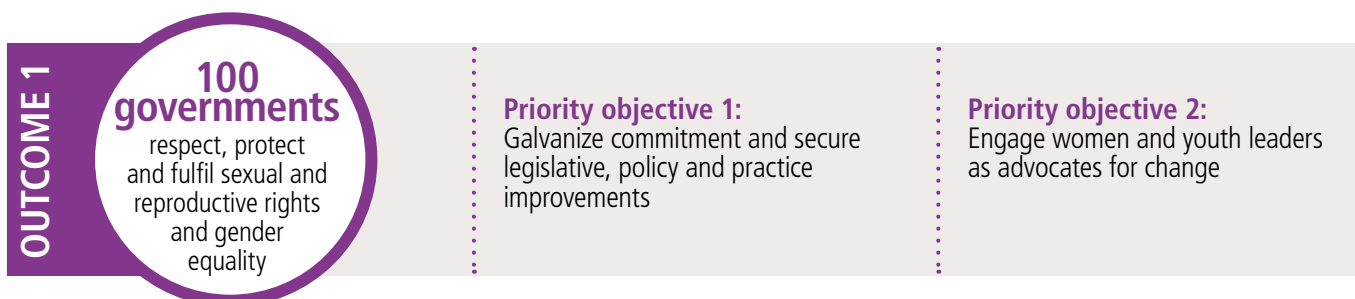 OUTCOME 1
100
governments
respect, protect
and fulfil sexual and
reproductive rights
and gender
equality
Priority objective 1:
Galvanize commitment and secure
legislative, policy and practice
improvements
Priority objective 2:
Engage women and youth leaders
as advocates for change